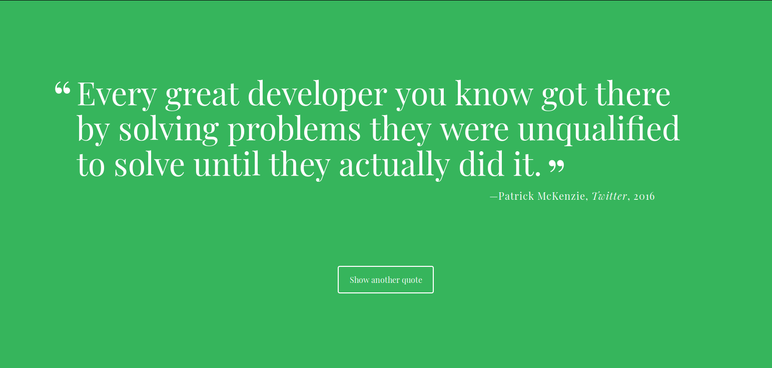 “ Every great developer you know got there
by solving problems they were unqualified
to solve until they actually did it. ”
—Patrick McKenzie, Twitter, 2016
Show another quote